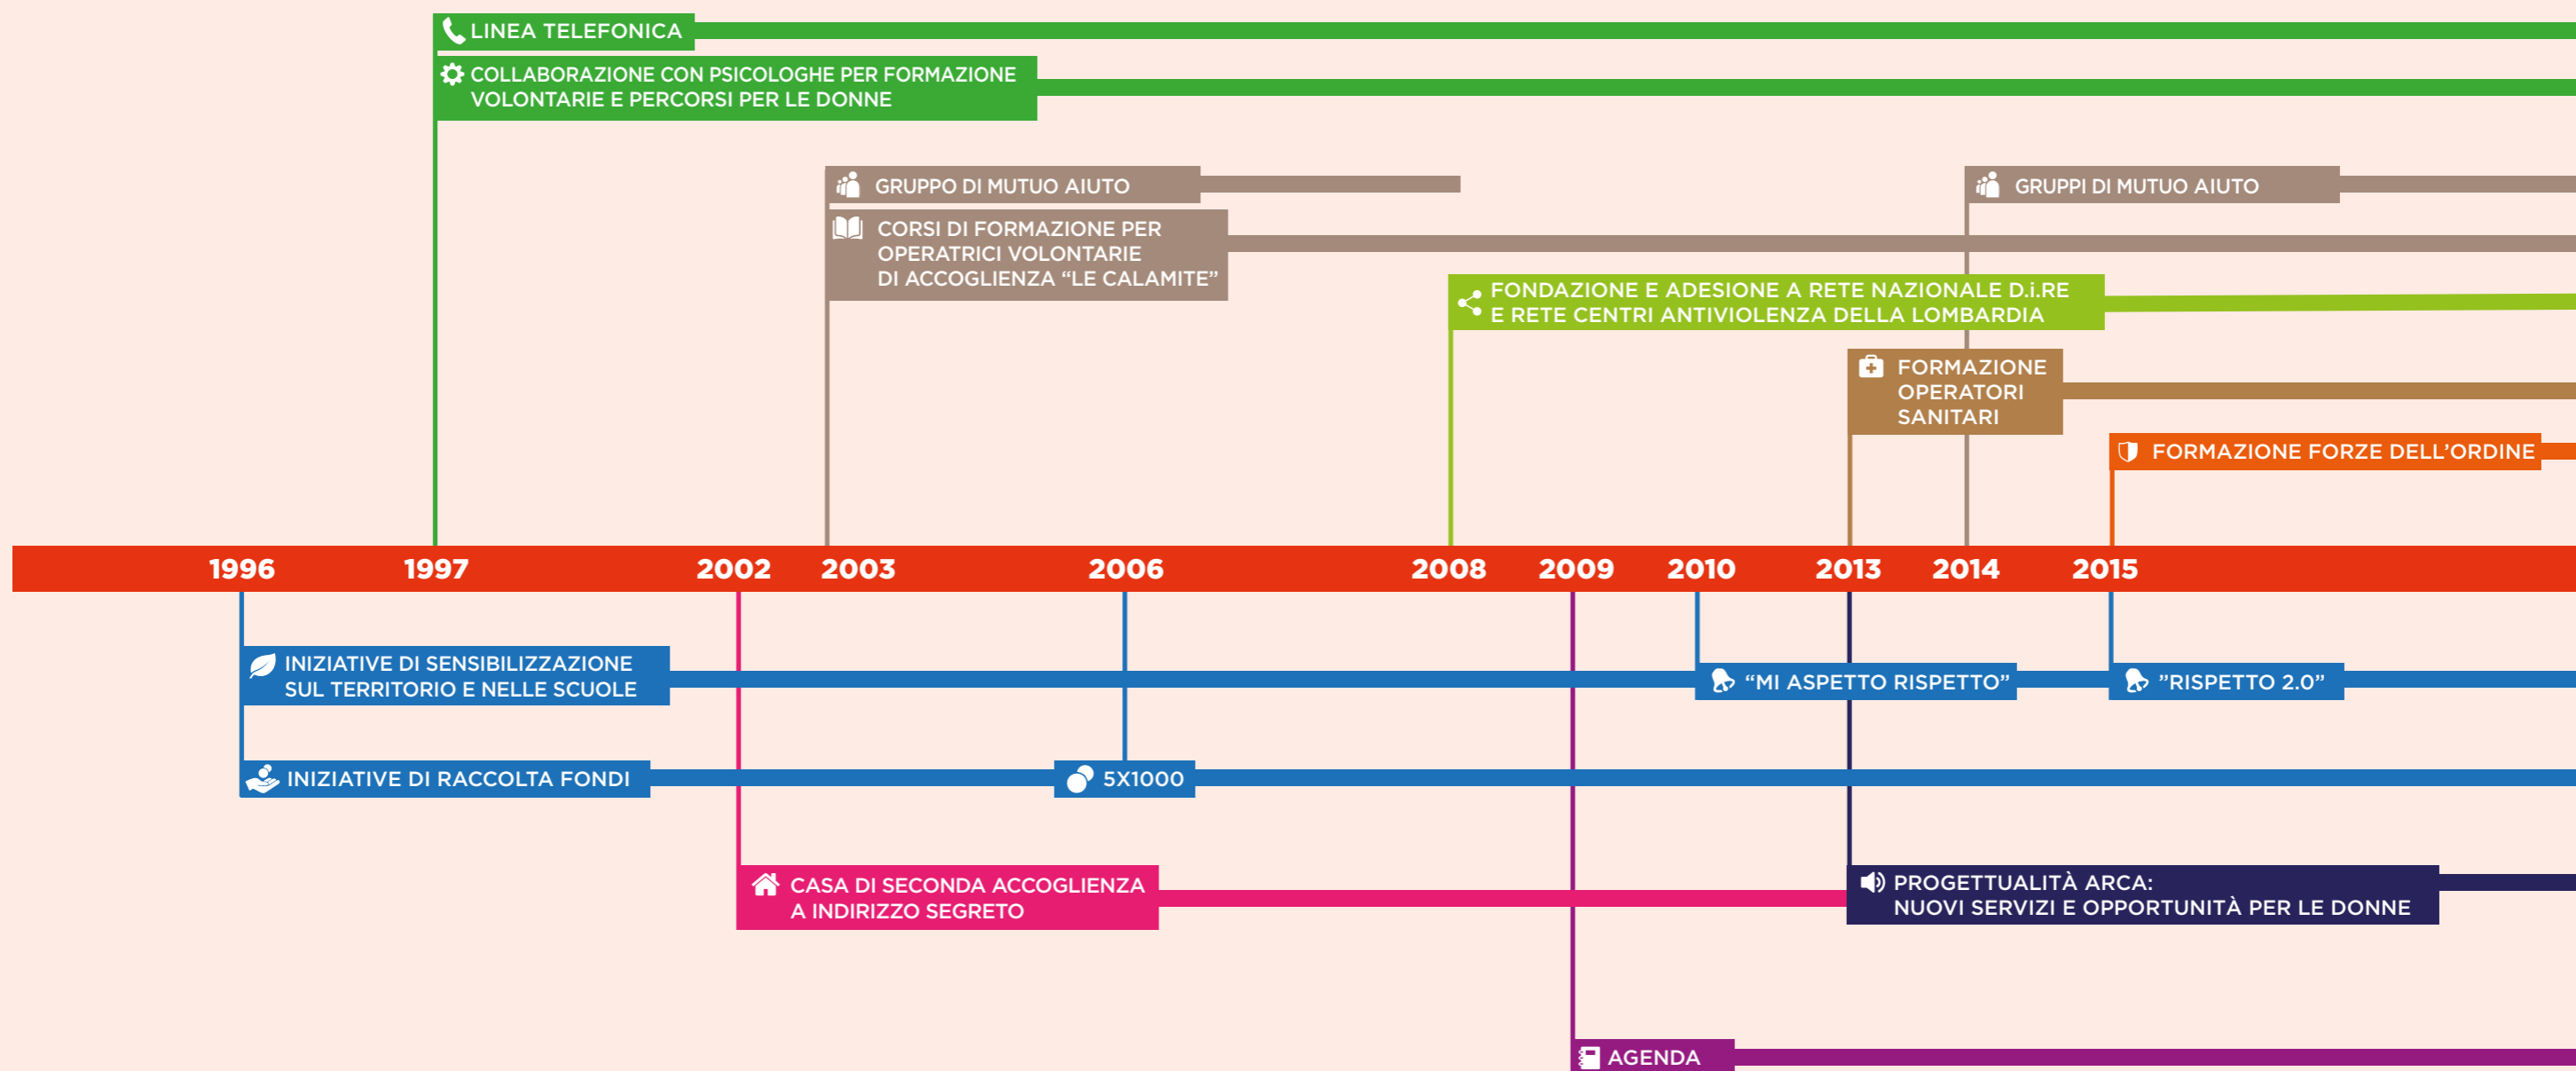 LINEA TELEFONICA
COLLABORAZIONE CON PSICOLOGHE PER FORMAZIONE
VOLONTARIE E PERCORSI PER LE DONNE
GRUPPO DI MUTUO AIUTO
GRUPPI DI MUTUO AIUTO
CORSI DI FORMAZIONE PER
OPERATRICI VOLONTARIE
DI ACCOGLIENZA “LE CALAMITE”
FONDAZIONE E ADESIONE A RETE NAZIONALE D.i.RE
E RETE CENTRI ANTIVIOLENZA DELLA LOMBARDIA
FORMAZIONE
OPERATORI
SANITARI
FORMAZIONE FORZE DELL’ORDINE
1996 1997 2002 2003 2006 2008 2009 2010 2013 2014 2015
INIZIATIVE DI SENSIBILIZZAZIONE
SUL TERRITORIO E NELLE SCUOLE
“MI ASPETTO RISPETTO”
”RISPETTO 2.0”
INIZIATIVE DI RACCOLTA FONDI
5X1000
CASA DI SECONDA ACCOGLIENZA
A INDIRIZZO SEGRETO
PROGETTUALITÀ ARCA:
NUOVI SERVIZI E OPPORTUNITÀ PER LE DONNE
AGENDA